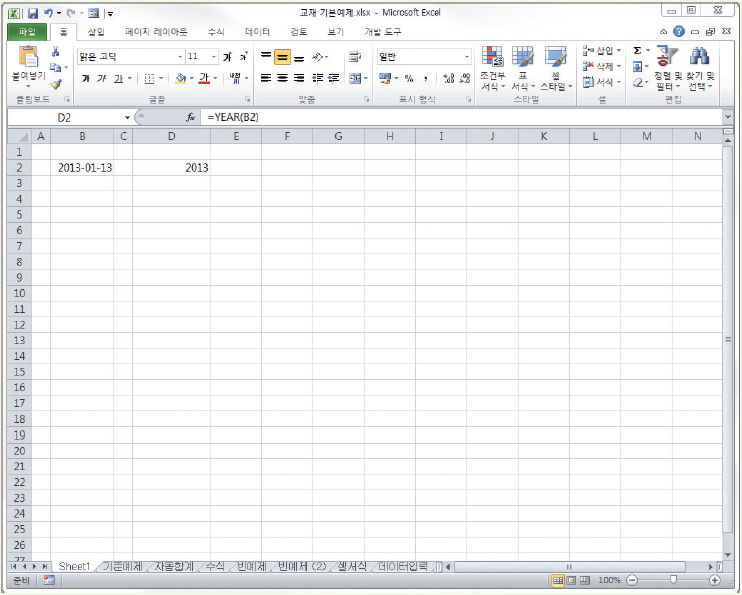 교재 기본예제.xlsx - Microsoft Excel
파일 홈 삽입 페이지 레이아웃 수식 데이터 검토 보기 개발 도구
맑은 고딕 11 일반
붙여넣기 가 가 가 가 가 조건부 서식 표 서식 셀 스타일 삽입 삭제 서식 정렬 및 필터 찾기 및 선택
클립보드 글꼴 맞춤 표시 형식 스타일 셀 편집
D2 fx =YEAR(B2)
A B C D E F G H I J K L M N
1
2 2013-01-13 2013
3
4
5
6
7
8
9
10
11
12
13
14
15
16
17
18
19
20
21
22
23
24
25
26
27
Sheet1 기준예제 자동합계 수식 빈예제 빈예제 (2) 셀서식 데이터입력
준비 100%